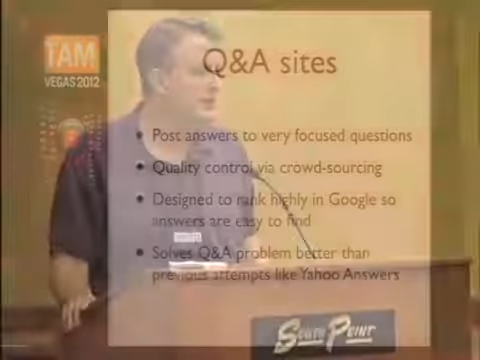 TAM
VEGAS 2012
Q&A sites
• Post answers to very focused questions
• Quality control via crowd-sourcing
• Designed to rank highly in Google so
answers are easy to find
• Solves Q&A problem better than
previous attempts like Yahoo Answers
SOUTH POINT